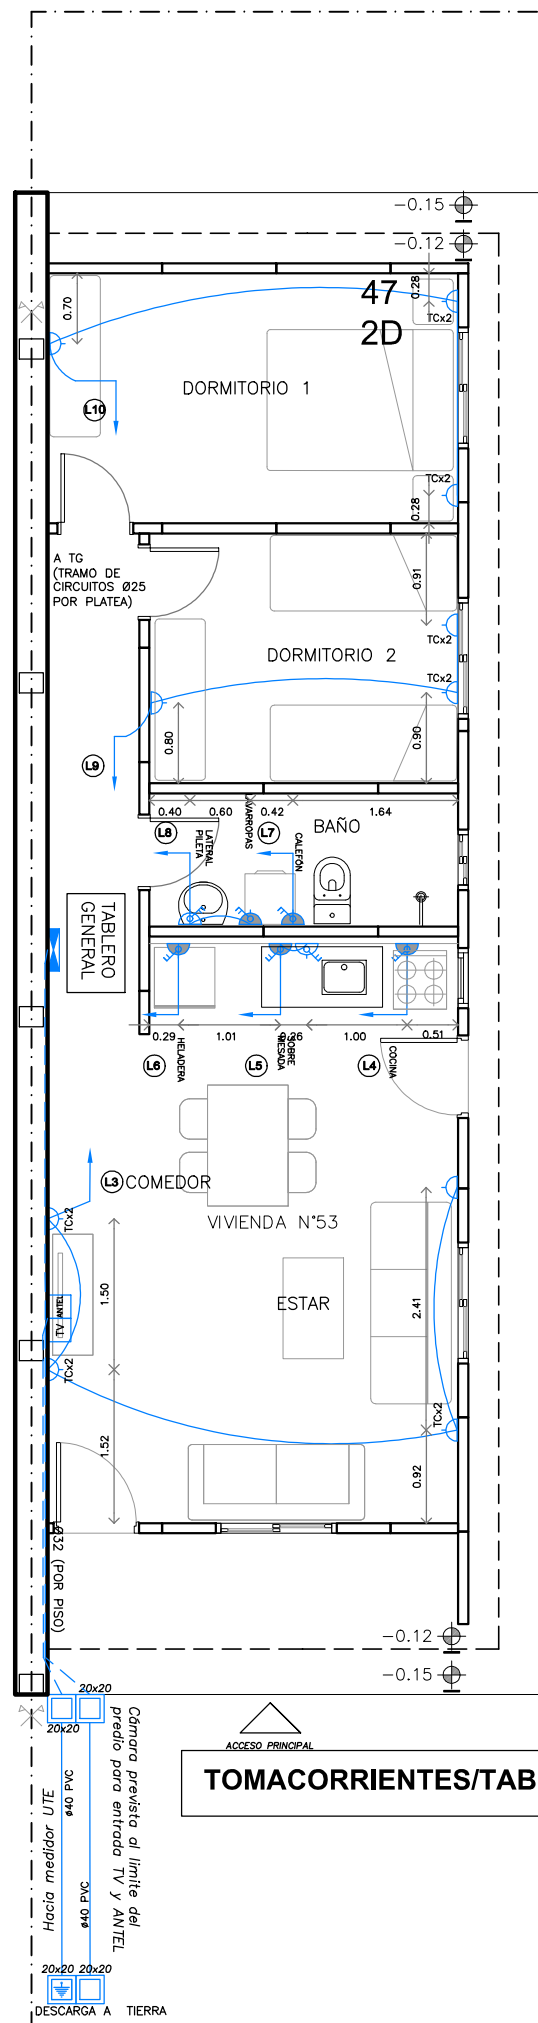 -0.15
-0.12
47
2D
0.28
TCx2
0.70
DORMITORIO 1
L10
TCx2
0.28
A TG
(TRAMO DE
CIRCUITOS Ø25
POR PLATEA)
0.91
TCx2
DORMITORIO 2
TCx2
0.80
0.90
L9
0.40
0.60
0.42
1.64
L8
LATERAL
PILETA
LAVARROPAS
L7
CALEFÓN
BAÑO
TABLERO
GENERAL
0.29
1.01
0.26
1.00
0.51
L6
HELADERA
L5
SOBRE
MESADA
L4
COCINA
L3
COMEDOR
TCx2
VIVIENDA N°53
1.50
TV
ANTEL
ESTAR
2.41
TCx2
TCx2
1.52
0.92
Ø32 (POR PISO)
-0.12
-0.15
20x20
20x20
ACCESO PRINCIPAL
TOMACORRIENTES/TAB
Hacia medidor UTE
ø40 PVC
ø40 PVC
Cámara prevista al limite del
predio para entrada TV y ANTEL
20x20
20x20
DESCARGA A TIERRA